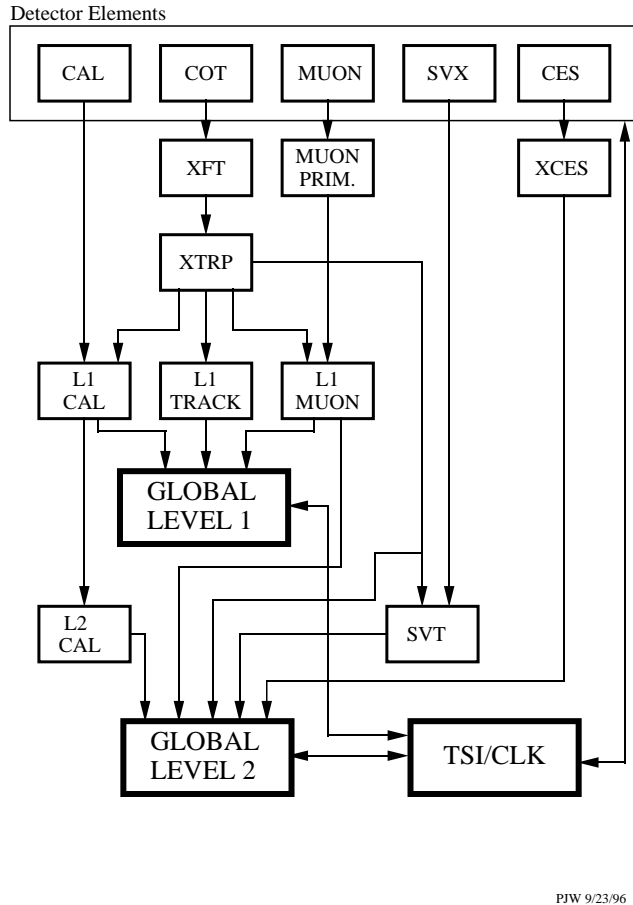 Detector Elements
CAL
COT
MUON
SVX
CES
XFT
MUON
PRIM.
XCES
XTRP
L1
CAL
L1
TRACK
L1
MUON
GLOBAL
LEVEL 1
L2
CAL
SVT
GLOBAL
LEVEL 2
TSI/CLK
PJW 9/23/96